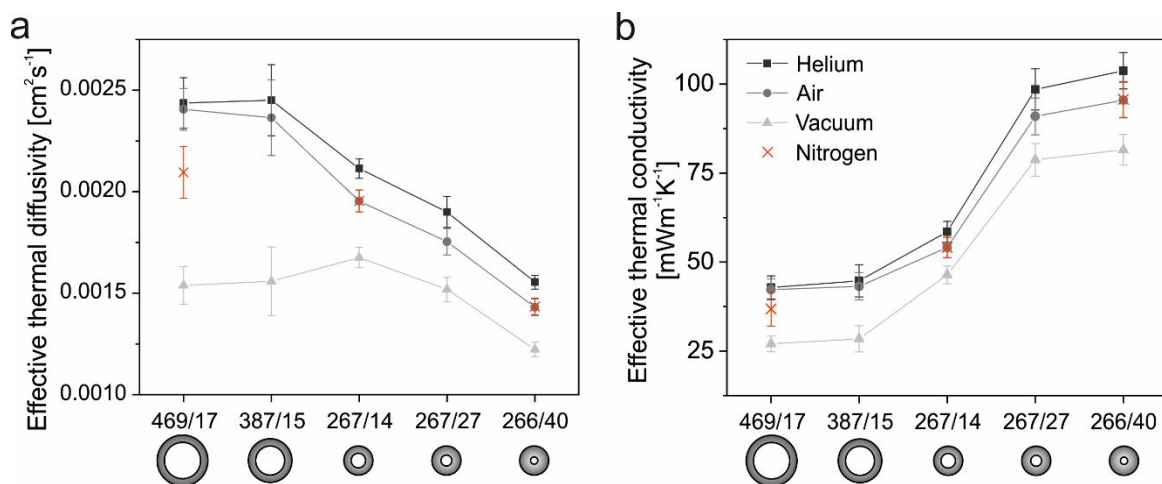 a
Effective thermal diffusivity [cm²s⁻¹]
0.0025
0.0020
0.0015
0.0010
469/17 387/15 267/14 267/27 266/40
b
Effective thermal conductivity
[mWm⁻¹K⁻¹]
100
75
50
25
Helium
Air
Vacuum
Nitrogen
469/17 387/15 267/14 267/27 266/40